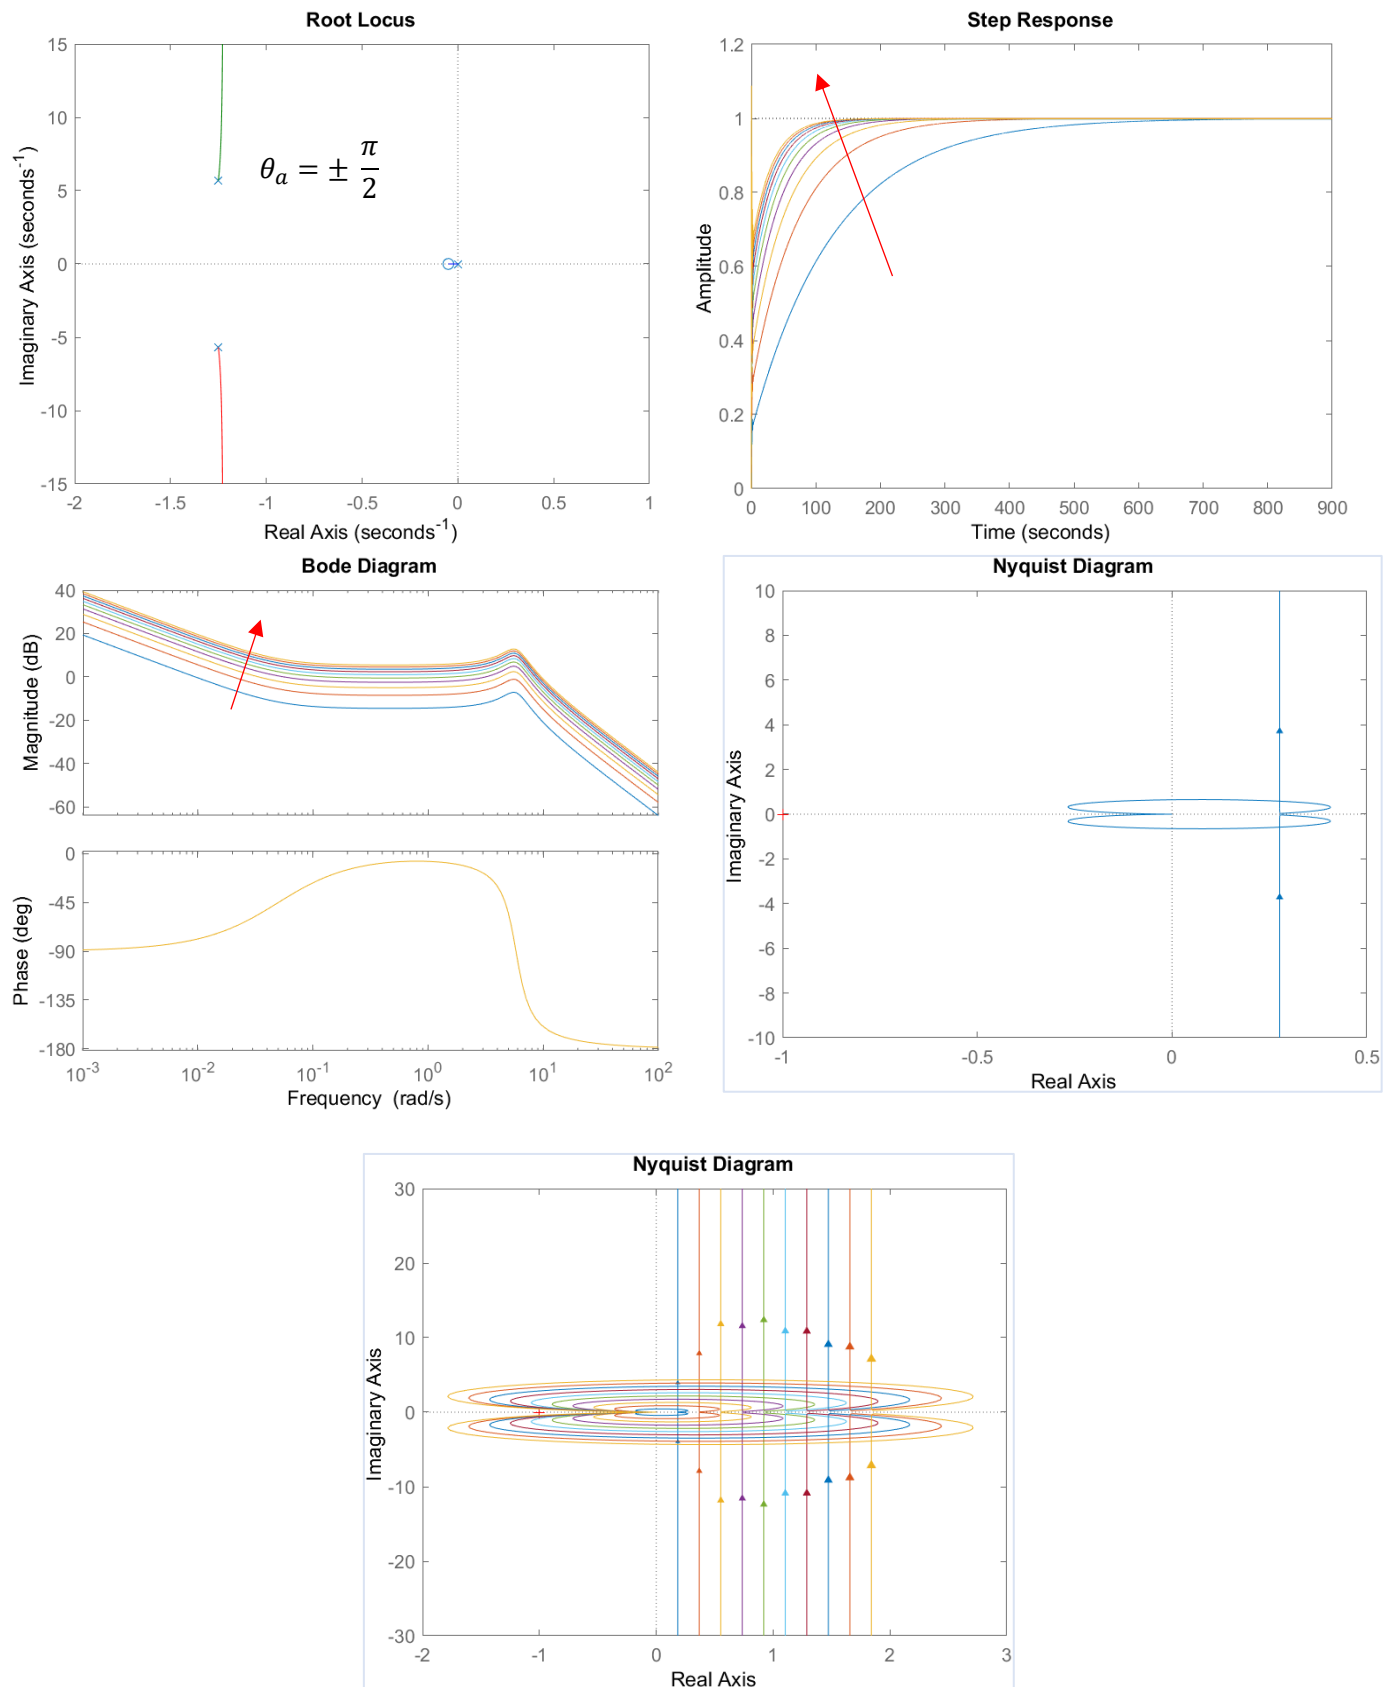 Root Locus
15
10
5
0
-5
-10
-15
-2 -1.5 -1 -0.5 0 0.5 1
Real Axis (seconds⁻¹)
Imaginary Axis (seconds⁻¹)
θₐ = ± π/2
Step Response
1.2
1
0.8
0.6
0.4
0.2
0
0 100 200 300 400 500 600 700 800 900
Time (seconds)
Amplitude
Bode Diagram
40
20
0
-20
-40
-60
Magnitude (dB)
0
-45
-90
-135
-180
Phase (deg)
10⁻³ 10⁻² 10⁻¹ 10⁰ 10¹ 10²
Frequency (rad/s)
Nyquist Diagram
10
8
6
4
2
0
-2
-4
-6
-8
-10
-1 -0.5 0 0.5
Real Axis
Imaginary Axis
Nyquist Diagram
30
20
10
0
-10
-20
-30
-2 -1 0 1 2 3
Real Axis
Imaginary Axis